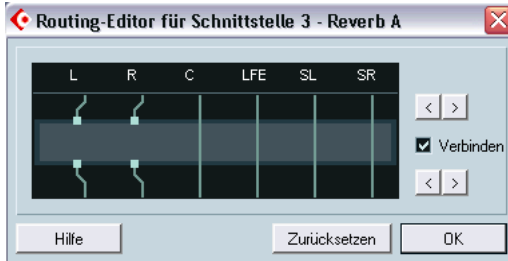 Routing-Editor für Schnittstelle 3 - Reverb A
L R C LFE SL SR
< >
Verbinden
< >
Hilfe Zurücksetzen OK